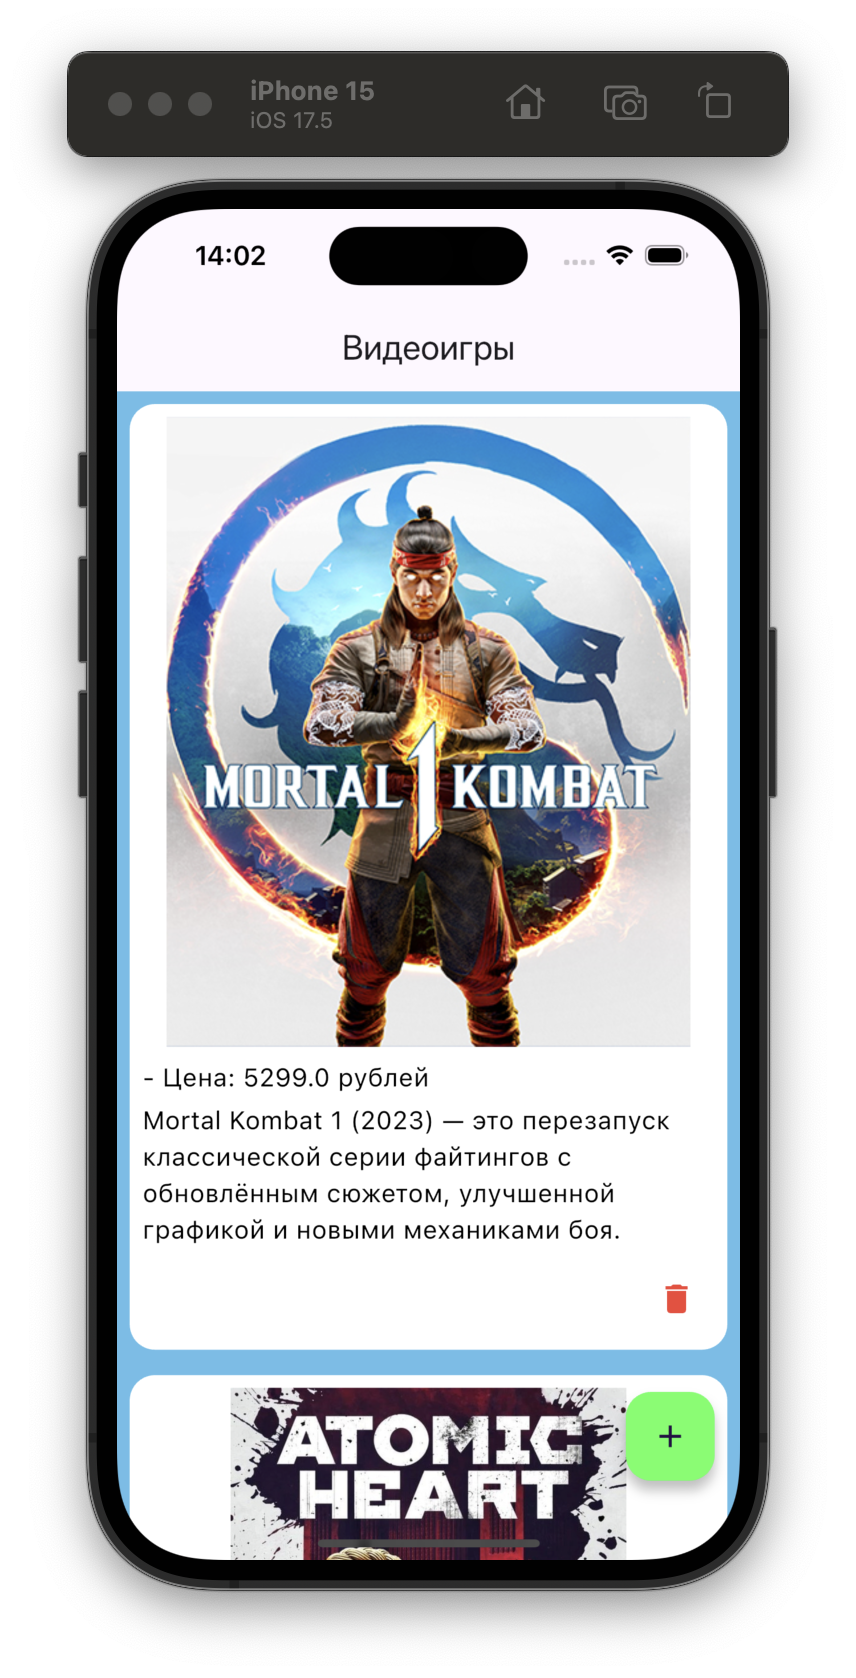 iPhone 15
iOS 17.5
14:02
Видеоигры
MORTAL 1 KOMBAT
- Цена: 5299.0 рублей
Mortal Kombat 1 (2023) — это перезапуск
классической серии файтингов с
обновлённым сюжетом, улучшенной
графикой и новыми механиками боя.
ATOMIC
HEART
+